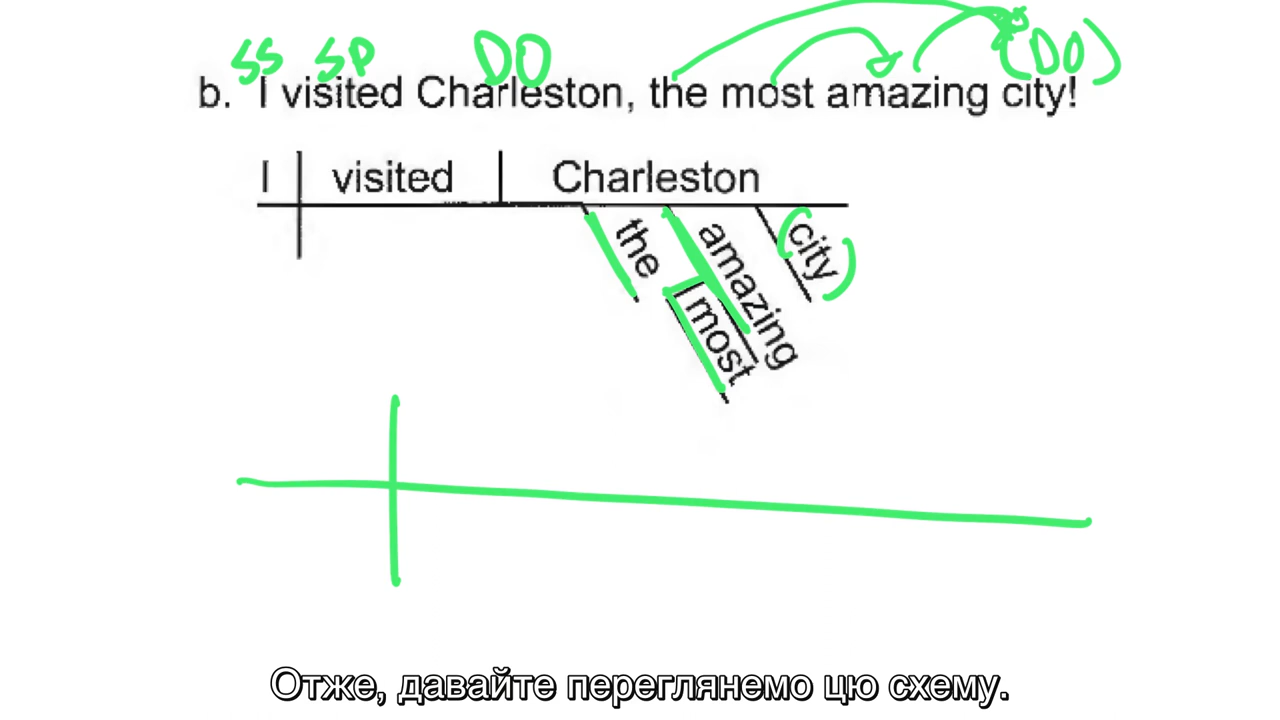 SS SP DO (DO)
b. I visited Charleston, the most amazing city!
I visited Charleston
the
amazing
most
(city)
Отже, давайте переглянемо цю схему.